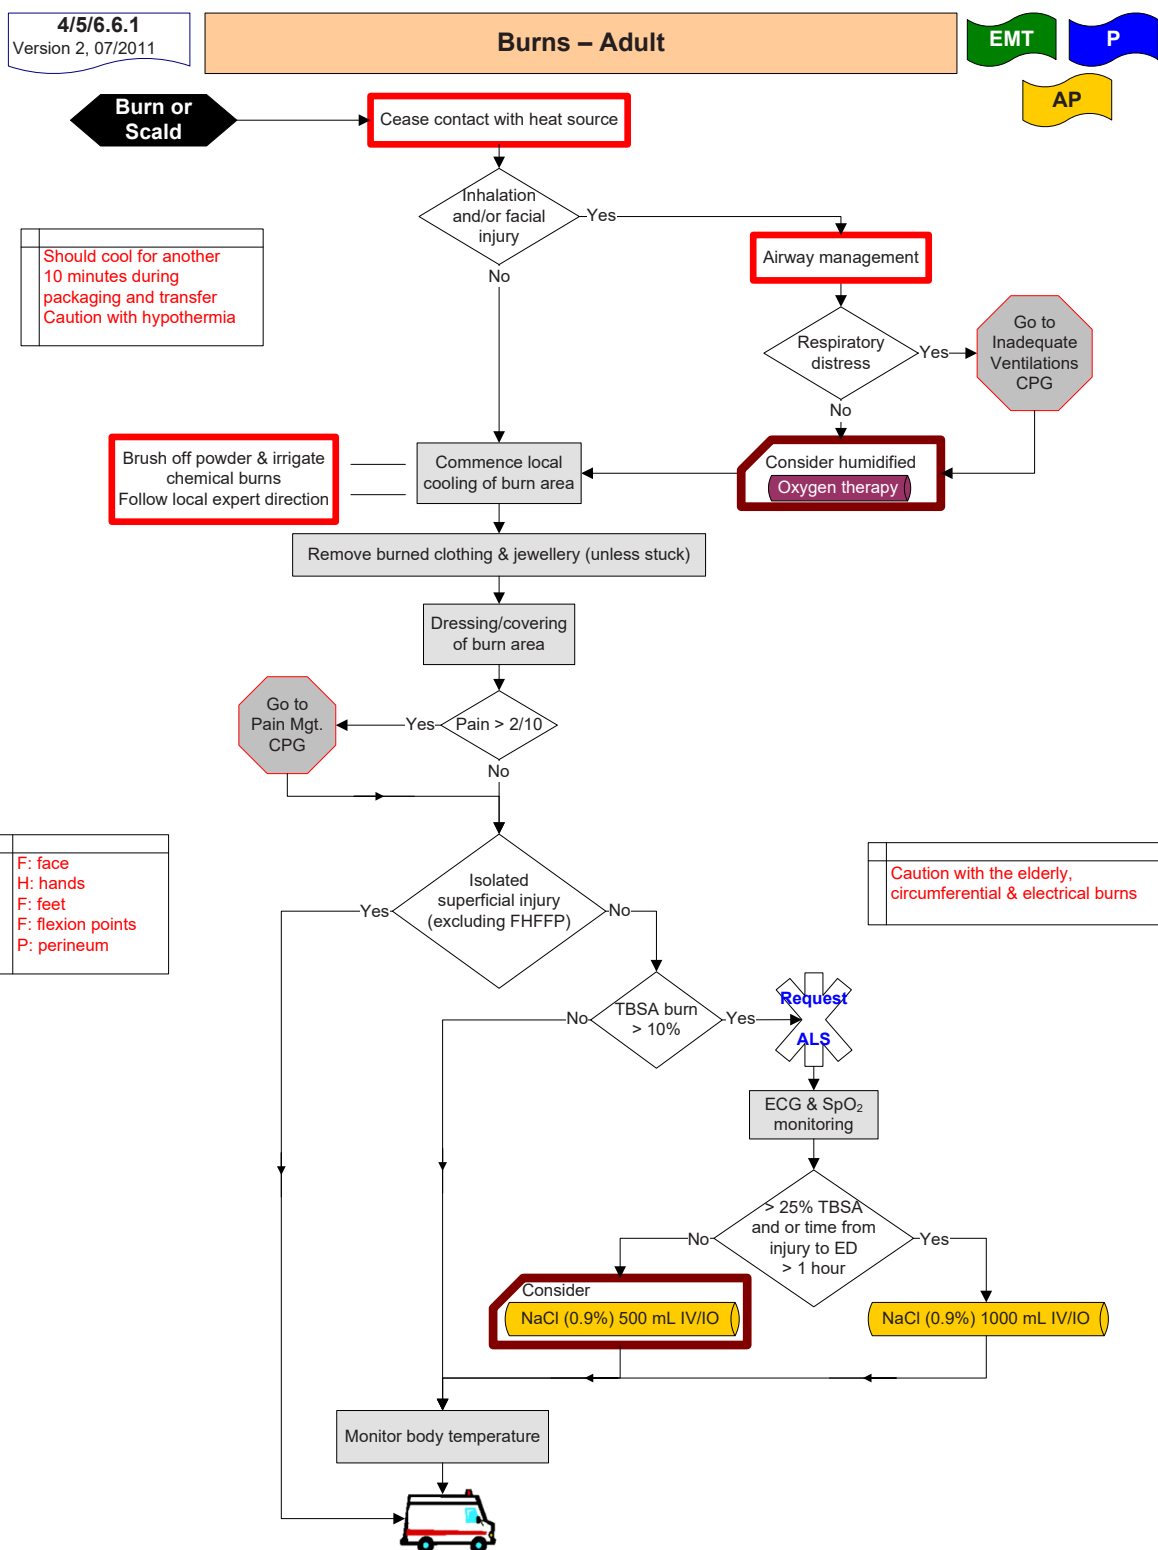 4/5/6.6.1
Version 2, 07/2011
Burns – Adult
EMT
P
AP
Burn or
Scald
Cease contact with heat source
Inhalation
and/or facial
injury
Yes
No
Should cool for another
10 minutes during
packaging and transfer
Caution with hypothermia
Airway management
Respiratory
distress
Yes
No
Go to
Inadequate
Ventilations
CPG
Brush off powder & irrigate
chemical burns
Follow local expert direction
Commence local
cooling of burn area
Consider humidified
Oxygen therapy
Remove burned clothing & jewellery (unless stuck)
Dressing/covering
of burn area
Go to
Pain Mgt.
CPG
Yes
Pain > 2/10
No
F: face
H: hands
F: feet
F: flexion points
P: perineum
Isolated
superficial injury
(excluding FHFFP)
Yes
No
Caution with the elderly,
circumferential & electrical burns
TBSA burn
> 10%
No
Yes
Request
ALS
ECG & SpO₂
monitoring
> 25% TBSA
and or time from
injury to ED
> 1 hour
No
Yes
Consider
NaCl (0.9%) 500 mL IV/IO
NaCl (0.9%) 1000 mL IV/IO
Monitor body temperature